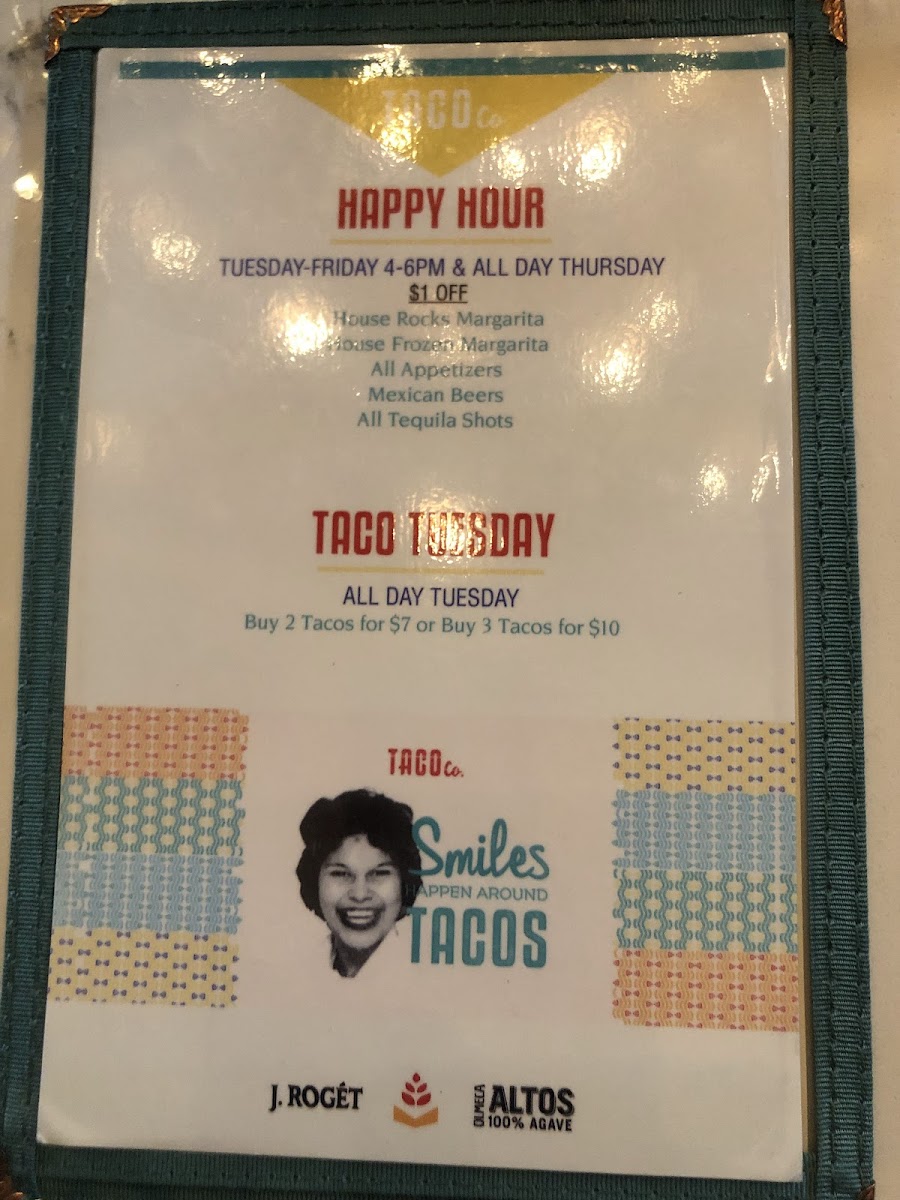 TACO Co.
HAPPY HOUR
TUESDAY-FRIDAY 4-6PM & ALL DAY THURSDAY
$1 OFF
House Rocks Margarita
House Frozen Margarita
All Appetizers
Mexican Beers
All Tequila Shots
TACO TUESDAY
ALL DAY TUESDAY
Buy 2 Tacos for $7 or Buy 3 Tacos for $10
TACO Co.
Smiles
HAPPEN AROUND
TACOS
J. ROGÉT
OLMECA
ALTOS
100% AGAVE